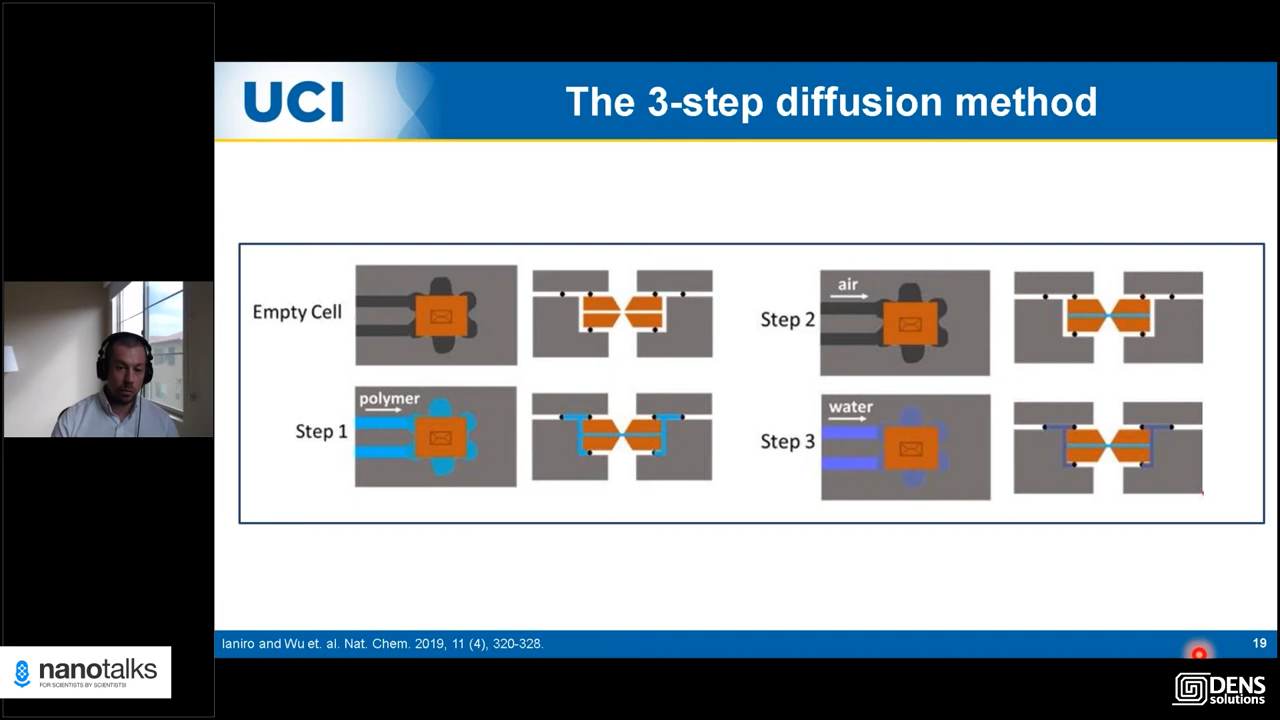 UCI
The 3-step diffusion method
Empty Cell
Step 1
polymer
Step 2
air
Step 3
water
Ianiro and Wu et. al. Nat. Chem. 2019, 11 (4), 320-328.
19
nanotalks
FOR SCIENTISTS BY SCIENTISTS!
DENS
solutions